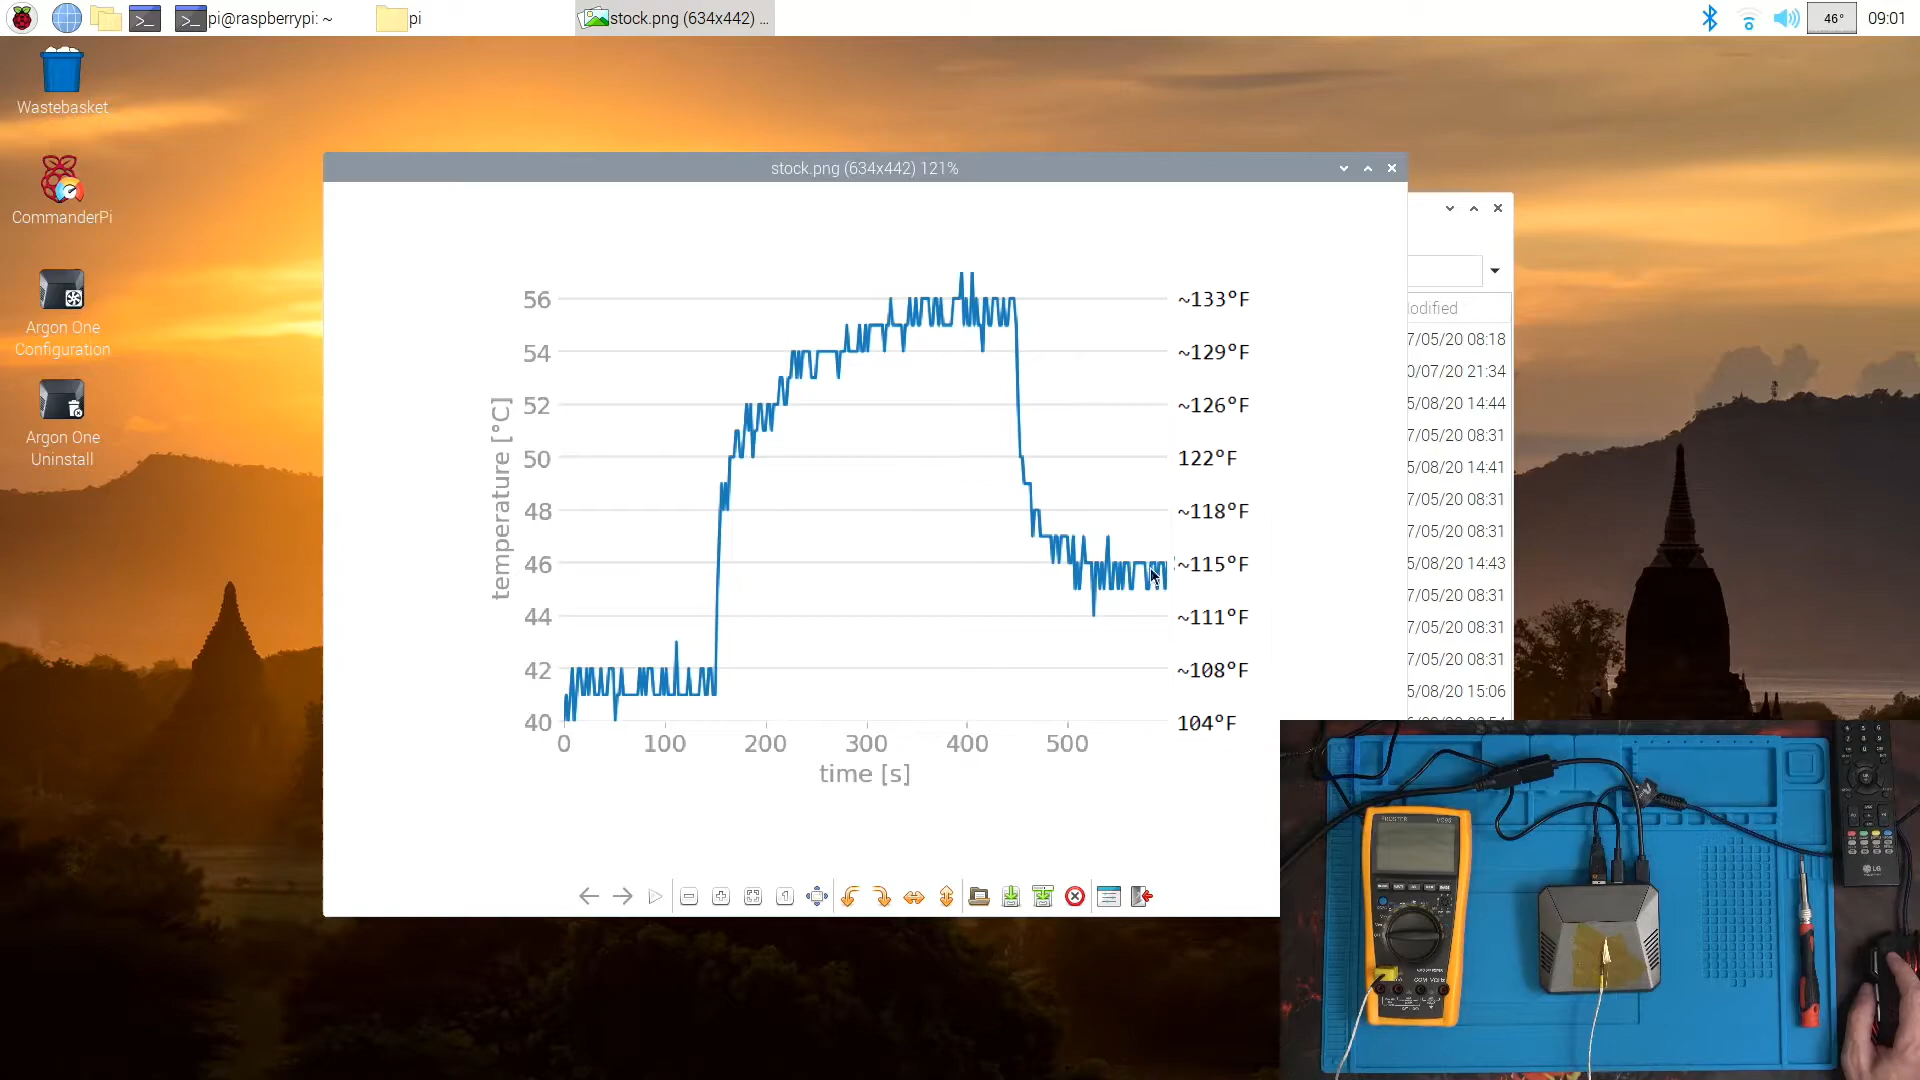 pi@raspberrypi: ~
pi
stock.png (634x442) ...
46°
09:01
Wastebasket
CommanderPi
Argon One
Configuration
Argon One
Uninstall
stock.png (634x442) 121%
56
54
52
50
48
46
44
42
40
temperature [°C]
0 100 200 300 400 500
time [s]
~133°F
~129°F
~126°F
122°F
~118°F
~115°F
~111°F
~108°F
104°F
odified
7/05/20 08:18
0/07/20 21:34
5/08/20 14:44
7/05/20 08:31
5/08/20 14:41
7/05/20 08:31
7/05/20 08:31
5/08/20 14:43
7/05/20 08:31
7/05/20 08:31
7/05/20 08:31
5/08/20 15:06
LG